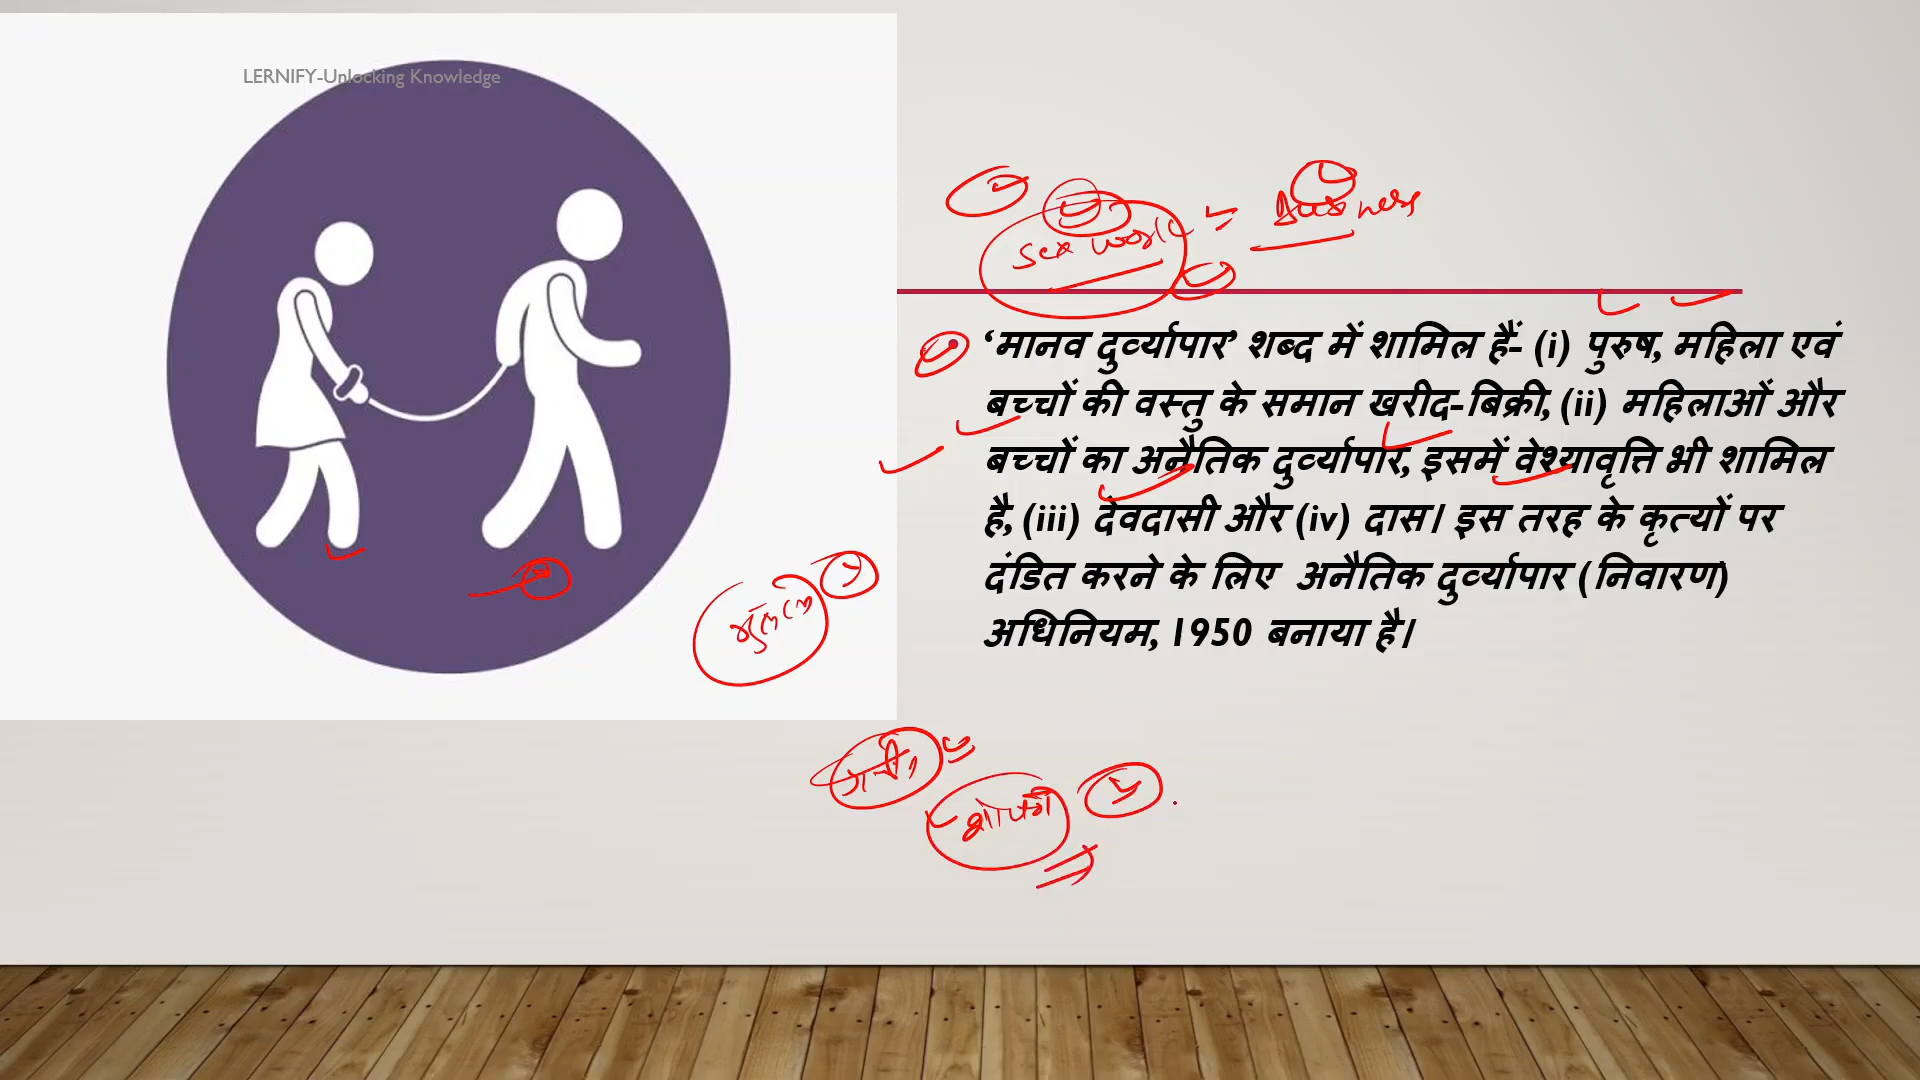 LERNIFY-Unlocking Knowledge
Sex work = Business
• ‘मानव दुर्व्यापार’ शब्द में शामिल हैं- (i) पुरुष, महिला एवं
बच्चों की वस्तु के समान खरीद-बिक्री, (ii) महिलाओं और
बच्चों का अनैतिक दुर्व्यापार, इसमें वेश्यावृत्ति भी शामिल
है, (iii) देवदासी और (iv) दास। इस तरह के कृत्यों पर
दंडित करने के लिए अनैतिक दुर्व्यापार (निवारण)
अधिनियम, 1950 बनाया है।